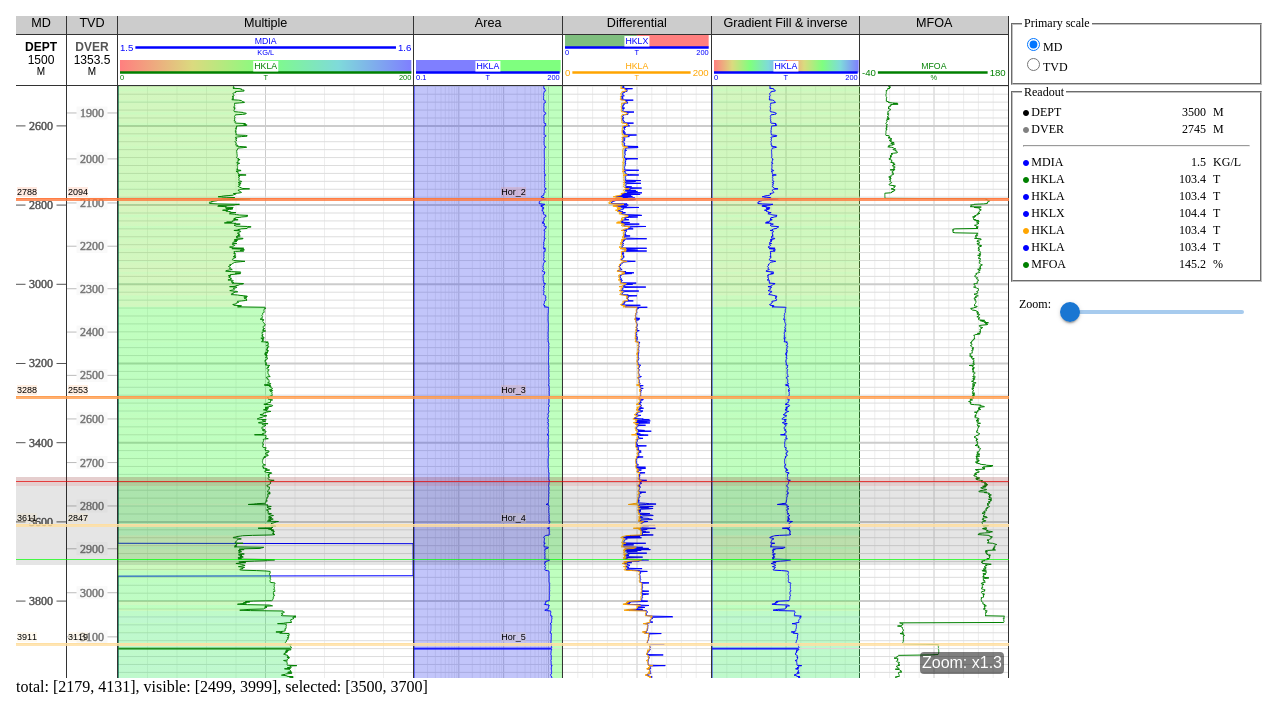 MD TVD Multiple Area Differential Gradient Fill & inverse MFOA
DEPT DVER 1.5 MDIA 1.6 HKLX
1500 1353.5 KG/L 0 T 200
M M HKLA HKLA HKLA HKLA MFOA
0 T 200 0.1 T 200 0 T 200 0 T 200 -40 % 180
1900
2600
2000
2788 2094 Hor_2
2800 2100
2200
3000 2300
2400
3200
2500
3288 2553 Hor_3
2600
3400
2700
2800
3611 2847 Hor_4
3600
2900
3800 3000
3911 3119 Hor_5
3100
Zoom: x1.3
total: [2179, 4131], visible: [2499, 3999], selected: [3500, 3700]
Primary scale
MD
TVD
Readout
DEPT 3500 M
DVER 2745 M
MDIA 1.5 KG/L
HKLA 103.4 T
HKLA 103.4 T
HKLX 104.4 T
HKLA 103.4 T
HKLA 103.4 T
MFOA 145.2 %
Zoom: